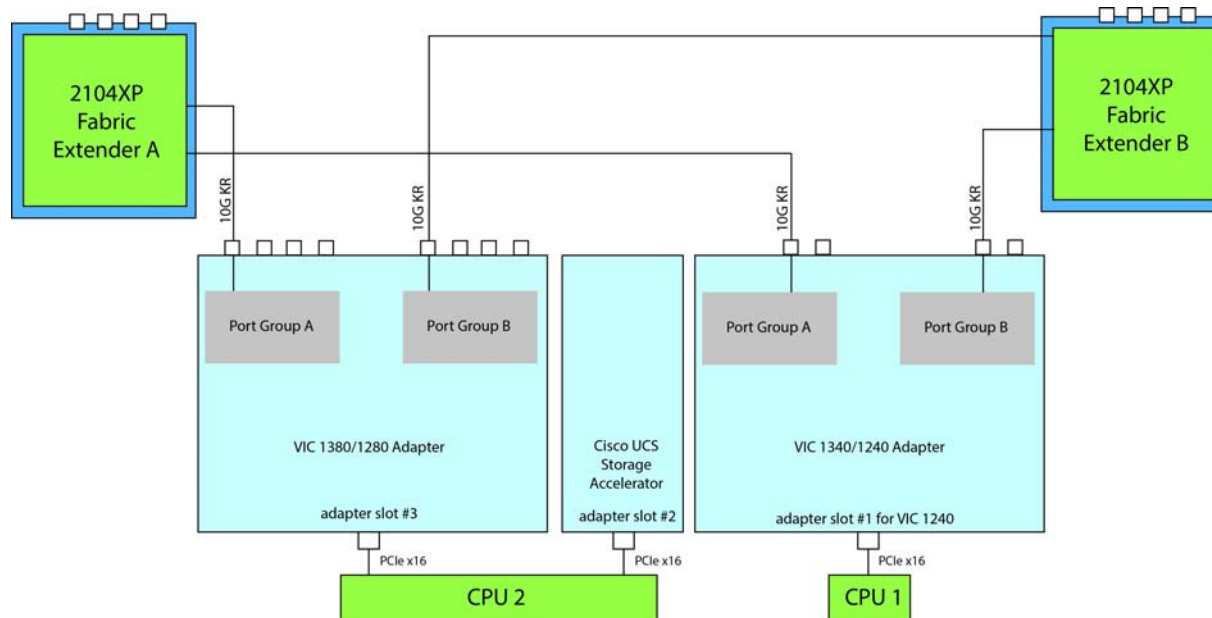 2104XP
Fabric
Extender A
2104XP
Fabric
Extender B
10G KR
10G KR
10G KR
10G KR
Port Group A
Port Group B
Port Group A
Port Group B
VIC 1380/1280 Adapter
Cisco UCS
Storage
Accelerator
VIC 1340/1240 Adapter
adapter slot #3
adapter slot #2
adapter slot #1 for VIC 1240
PCIe x16
PCIe x16
PCIe x16
CPU 2
CPU 1